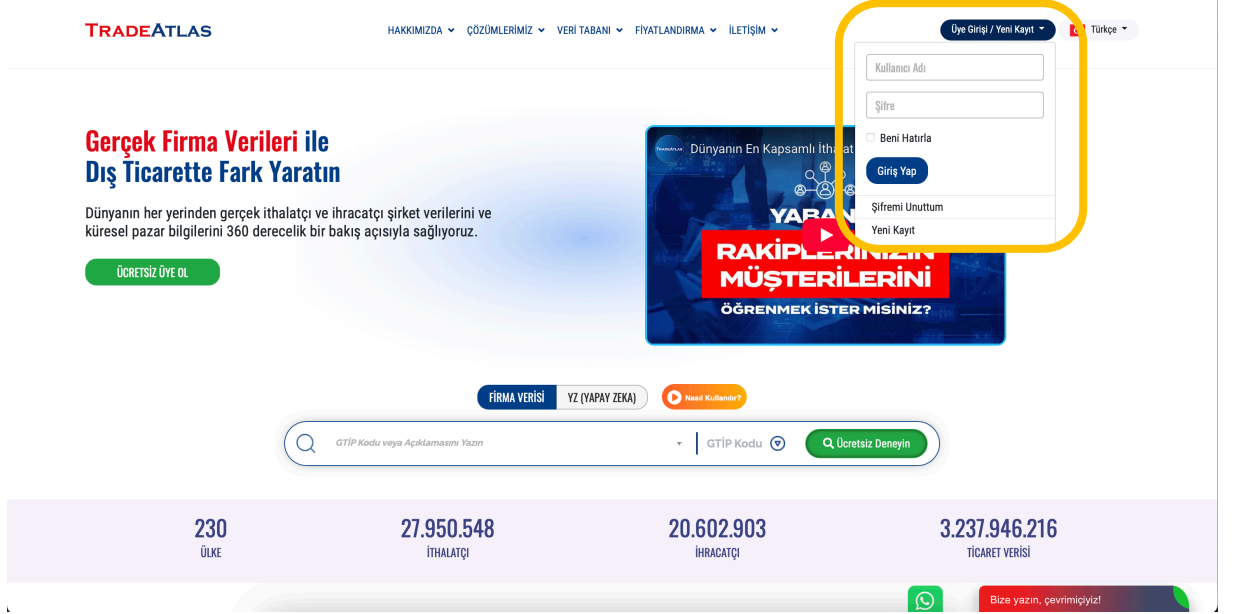 TRADEATLAS
HAKKIMIZDA
ÇÖZÜMLERİMİZ
VERİ TABANI
FİYATLANDIRMA
İLETİŞİM
Üye Girişi / Yeni Kayıt
Türkçe
Kullanıcı Adı
Şifre
Beni Hatırla
Giriş Yap
Şifremi Unuttum
Yeni Kayıt
Gerçek Firma Verileri ile
Dış Ticarette Fark Yaratın
Dünyanın her yerinden gerçek ithalatçı ve ihracatçı şirket verilerini ve
küresel pazar bilgilerini 360 derecelik bir bakış açısıyla sağlıyoruz.
ÜCRETSİZ ÜYE OL
TRADEATLAS
Dünyanın En Kapsamlı İthalat
YABAN
RAKİPLERİNİZİN
MÜŞTERİLERİNİ
ÖĞRENMEK İSTER MİSİNİZ?
FİRMA VERİSİ
YZ (YAPAY ZEKA)
Nasıl Kullanılır?
GTİP Kodu veya Açıklamasını Yazın
GTİP Kodu
Ücretsiz Deneyin
230
ÜLKE
27.950.548
İTHALATÇI
20.602.903
İHRACATÇI
3.237.946.216
TİCARET VERİSİ
Bize yazın, çevrimiçiyiz!